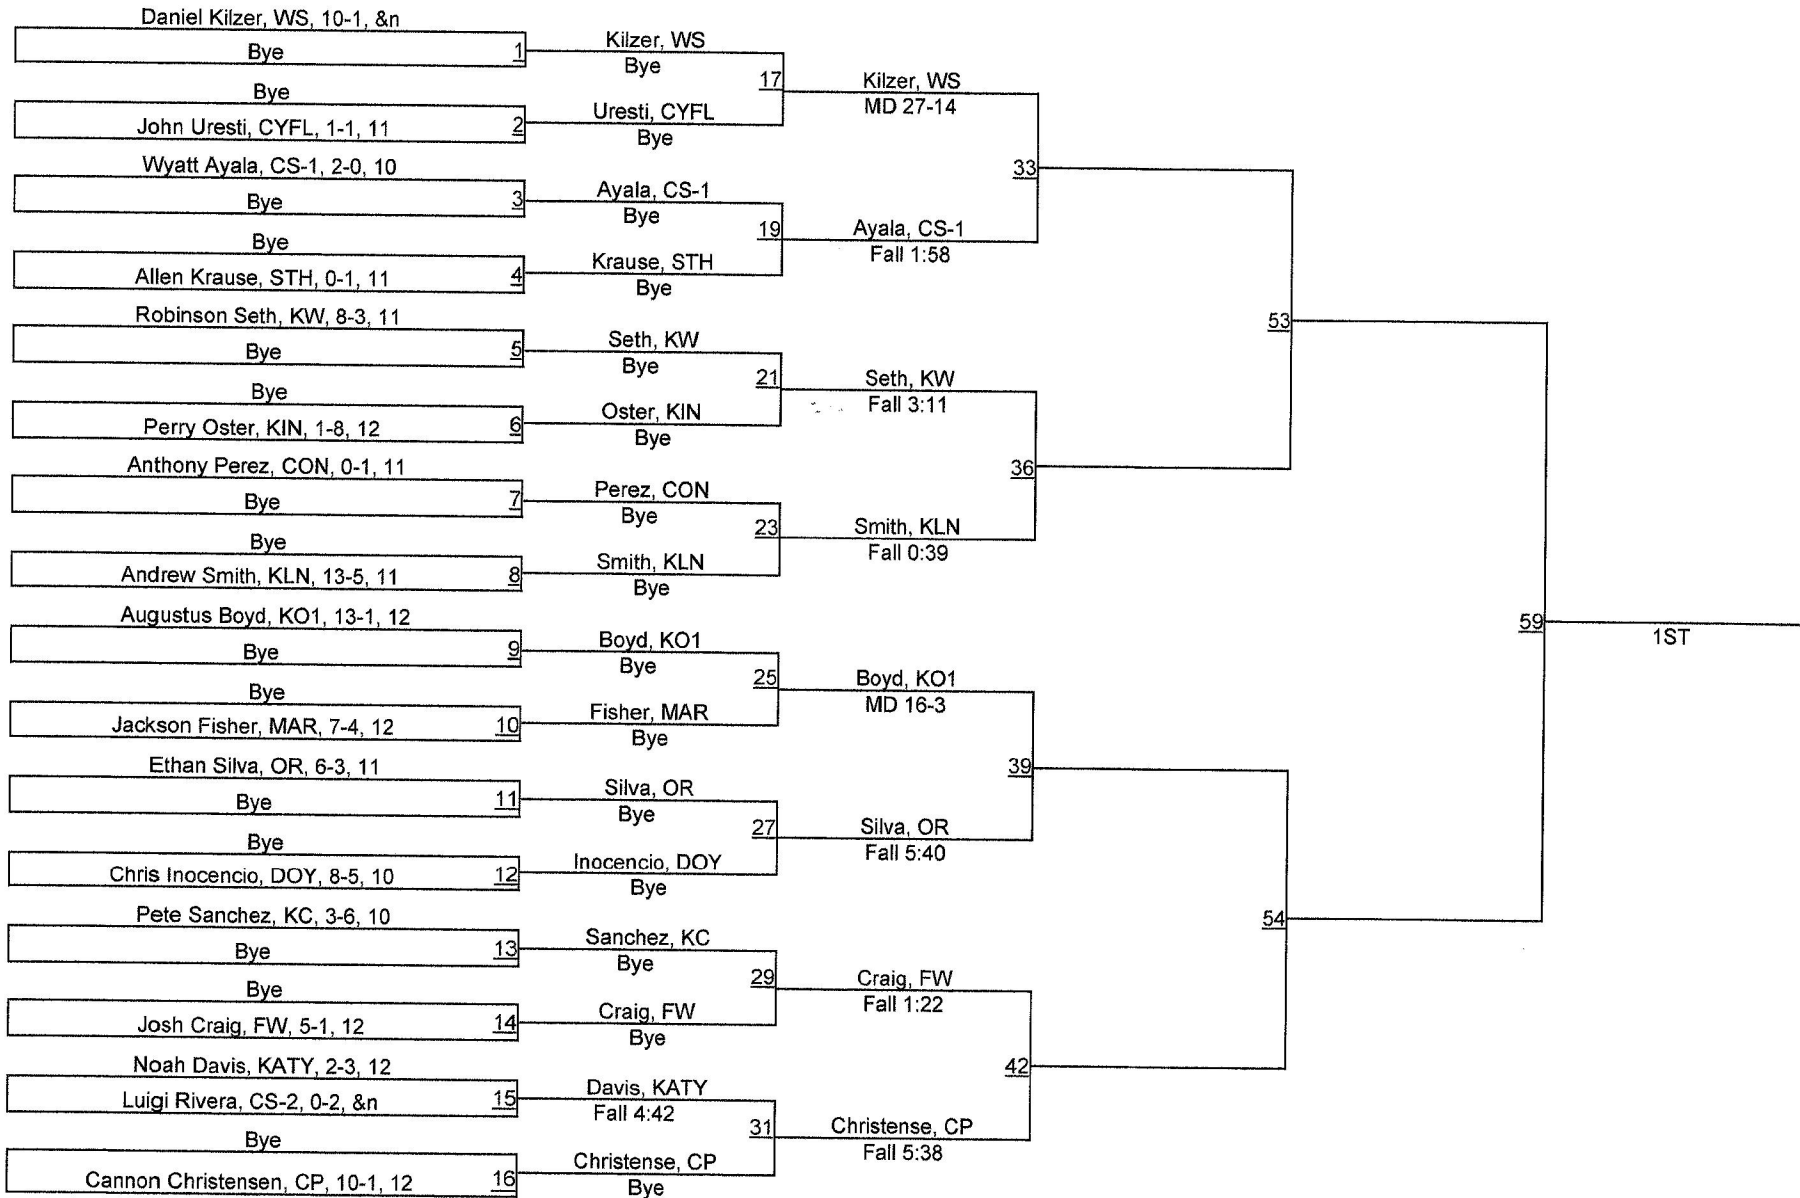 Daniel Kilzer, WS, 10-1, &n
Bye
1
Bye
John Uresti, CYFL, 1-1, 11
2
Wyatt Ayala, CS-1, 2-0, 10
Bye
3
Bye
Allen Krause, STH, 0-1, 11
4
Robinson Seth, KW, 8-3, 11
Bye
5
Bye
Perry Oster, KIN, 1-8, 12
6
Anthony Perez, CON, 0-1, 11
Bye
7
Bye
Andrew Smith, KLN, 13-5, 11
8
Augustus Boyd, KO1, 13-1, 12
Bye
9
Bye
Jackson Fisher, MAR, 7-4, 12
10
Ethan Silva, OR, 6-3, 11
Bye
11
Bye
Chris Inocencio, DOY, 8-5, 10
12
Pete Sanchez, KC, 3-6, 10
Bye
13
Bye
Josh Craig, FW, 5-1, 12
14
Noah Davis, KATY, 2-3, 12
Luigi Rivera, CS-2, 0-2, &n
15
Bye
Cannon Christensen, CP, 10-1, 12
16
Kilzer, WS
Bye
17
Uresti, CYFL
Bye
Ayala, CS-1
Bye
19
Krause, STH
Bye
Seth, KW
Bye
21
Oster, KIN
Bye
Perez, CON
Bye
23
Smith, KLN
Bye
Boyd, KO1
Bye
25
Fisher, MAR
Bye
Silva, OR
Bye
27
Inocencio, DOY
Bye
Sanchez, KC
Bye
29
Craig, FW
Bye
Davis, KATY
Fall 4:42
31
Christense, CP
Bye
Kilzer, WS
MD 27-14
33
Ayala, CS-1
Fall 1:58
Seth, KW
Fall 3:11
36
Smith, KLN
Fall 0:39
Boyd, KO1
MD 16-3
39
Silva, OR
Fall 5:40
Craig, FW
Fall 1:22
42
Christense, CP
Fall 5:38
53
54
59
1ST